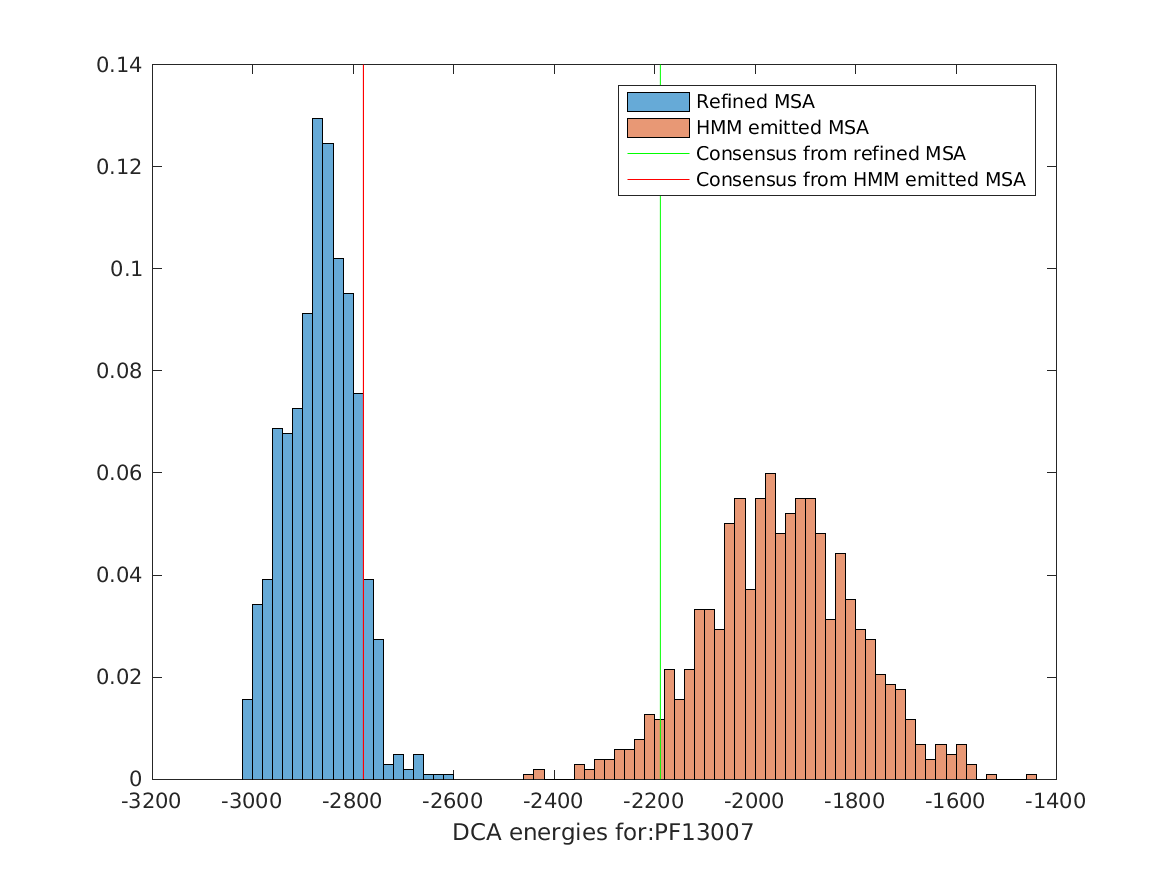 0.14
0.12
0.1
0.08
0.06
0.04
0.02
0
Refined MSA
HMM emitted MSA
Consensus from refined MSA
Consensus from HMM emitted MSA
-3200 -3000 -2800 -2600 -2400 -2200 -2000 -1800 -1600 -1400
DCA energies for:PF13007